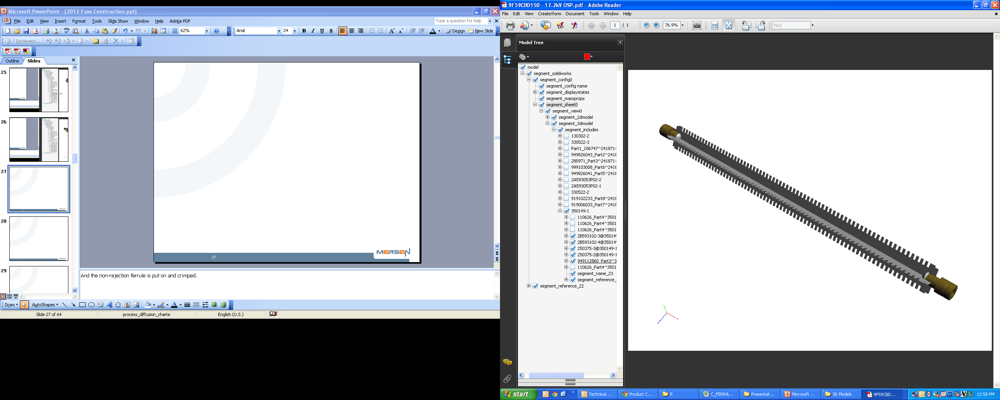 Microsoft PowerPoint - [2012 Fuse Construction.ppt]
File Edit View Insert Format Tools Slide Show Window Help Adobe PDF
Type a question for help
62%
Arial
24
B I U S
Design
New Slide
Reviewers...
Outline
Slides
25
26
27
28
29
27
MERSEN
And the non-rejection ferrule is put on and crimped.
Draw
AutoShapes
Slide 27 of 64
process_diffusion_charte
English (U.S.)
9F59CBD150 - 17.2kV OSP.pdf - Adobe Reader
File Edit View Create!form Document Tools Window Help
1 / 1
76.9%
Find
Model Tree
model
segment_solidworks
segment_config0
segment_config name
segment_displaystates
segment_massprops
segment_sheet0
segment_view0
segment_2dmodel
segment_3dmodel
segment_includes
130302-2
330522-3
Part1_106747^241871-
949826043_Part2^2418
280971_Part3^241871-
999103008_Part6^2418
949826041_Part5^2418
2A593053P02-2
2A593053P02-1
330522-2
919102233_Part8^2418
919006033_Part7^2418
350149-1
110626_Part4^3501
110626_Part4^3501
110626_Part4^3501
2B593102-3@35014
2B593102-4@35014
250375-3@350149-1
250375-2@350149-1
949112860_Part3^3
110626_Part4^3501
segment_name_23
segment_reference_
segment_reference_22
start
Technical ...
Product C...
R
C_FERRA...
Presentat...
Microsoft ...
3D Models
9F59CBD...
12:58 PM